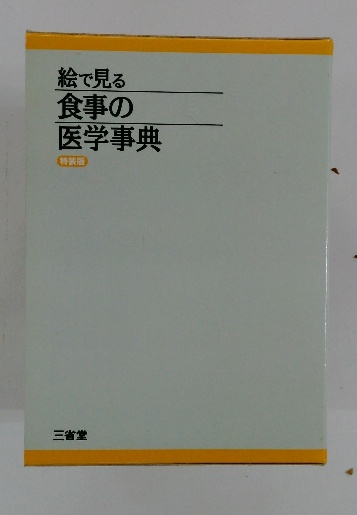 絵で見る
食事の
医学事典
特装版
三省堂